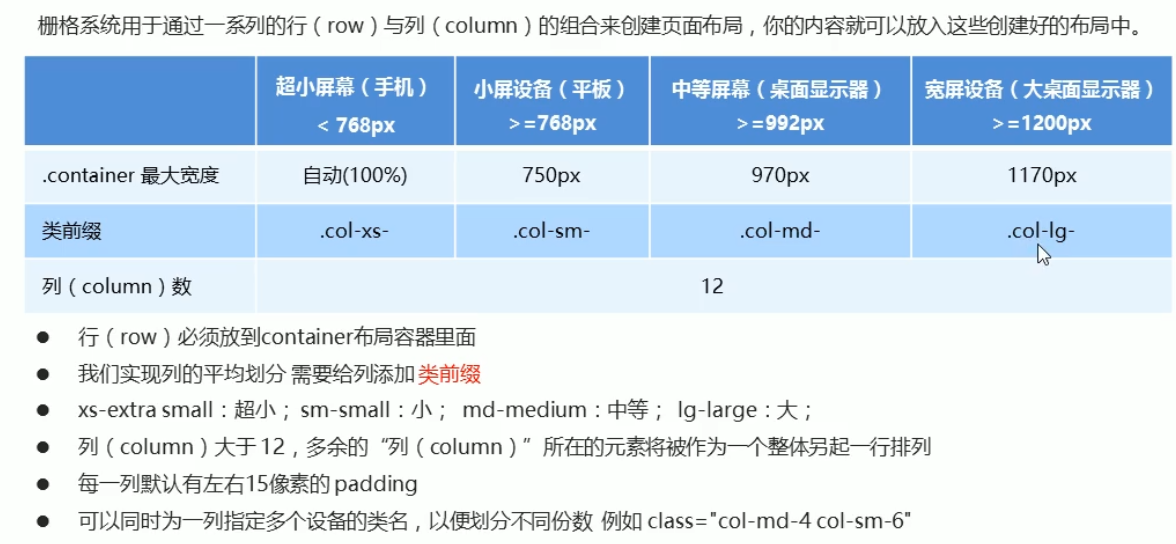 栅格系统用于通过一系列的行（row）与列（column）的组合来创建页面布局，你的内容就可以放入这些创建好的布局中。
超小屏幕（手机） 小屏设备（平板） 中等屏幕（桌面显示器） 宽屏设备（大桌面显示器）
< 768px >=768px >=992px >=1200px
.container 最大宽度 自动(100%) 750px 970px 1170px
类前缀 .col-xs- .col-sm- .col-md- .col-lg-
列（column）数 12
● 行（row）必须放到container布局容器里面
● 我们实现列的平均划分 需要给列添加 类前缀
● xs-extra small：超小； sm-small：小； md-medium：中等； lg-large：大；
● 列（column）大于 12，多余的“列（column）”所在的元素将被作为一个整体另起一行排列
● 每一列默认有左右15像素的 padding
● 可以同时为一列指定多个设备的类名，以便划分不同份数 例如 class="col-md-4 col-sm-6"